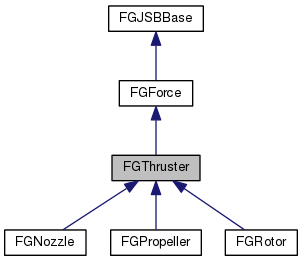 FGJSBBase
FGForce
FGThruster
FGNozzle
FGPropeller
FGRotor